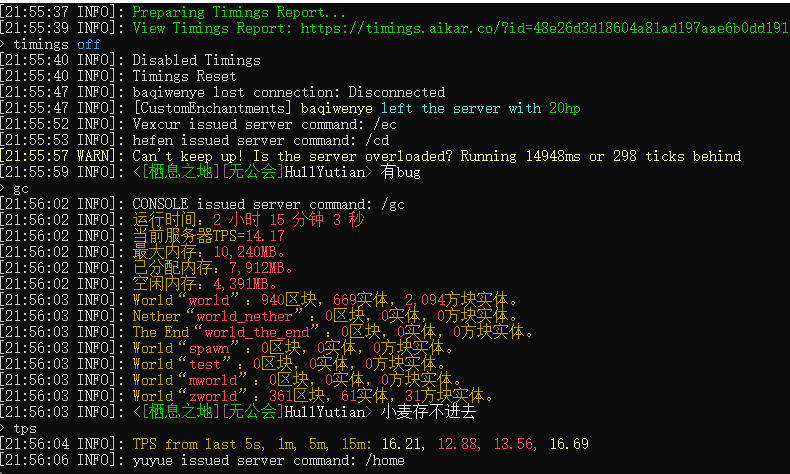 [21:55:37 INFO]: Preparing Timings Report...
[21:55:39 INFO]: View Timings Report: https://timings.aikar.co/?id=48e26d3d18604a81ad197aae6b0dd191
> timings off
[21:55:40 INFO]: Disabled Timings
[21:55:40 INFO]: Timings Reset
[21:55:47 INFO]: baqiwenye lost connection: Disconnected
[21:55:47 INFO]: [CustomEnchantments] baqiwenye left the server with 20hp
[21:55:52 INFO]: Vexcur issued server command: /ec
[21:55:53 INFO]: hefen issued server command: /cd
[21:55:57 WARN]: Can't keep up! Is the server overloaded? Running 14948ms or 298 ticks behind
[21:55:59 INFO]: <[栖息之地][无公会]HullYutian> 有bug
> gc
[21:56:02 INFO]: CONSOLE issued server command: /gc
[21:56:02 INFO]: 运行时间：2 小时 15 分钟 3 秒
[21:56:02 INFO]: 当前服务器TPS=14.17
[21:56:02 INFO]: 最大内存：10,240MB。
[21:56:02 INFO]: 已分配内存：7,912MB。
[21:56:02 INFO]: 空闲内存：4,391MB。
[21:56:03 INFO]: World“world”：940区块，669实体，2,094方块实体。
[21:56:03 INFO]: Nether“world_nether”：0区块，0实体，0方块实体。
[21:56:03 INFO]: The End“world_the_end”：0区块，0实体，0方块实体。
[21:56:03 INFO]: World“spawn”：0区块，0实体，0方块实体。
[21:56:03 INFO]: World“test”：0区块，0实体，0方块实体。
[21:56:03 INFO]: World“mworld”：0区块，0实体，0方块实体。
[21:56:03 INFO]: World“zworld”：361区块，61实体，31方块实体。
[21:56:03 INFO]: <[栖息之地][无公会]HullYutian> 小麦存不进去
> tps
[21:56:04 INFO]: TPS from last 5s, 1m, 5m, 15m: 16.21, 12.88, 13.56, 16.69
[21:56:06 INFO]: yuyue issued server command: /home